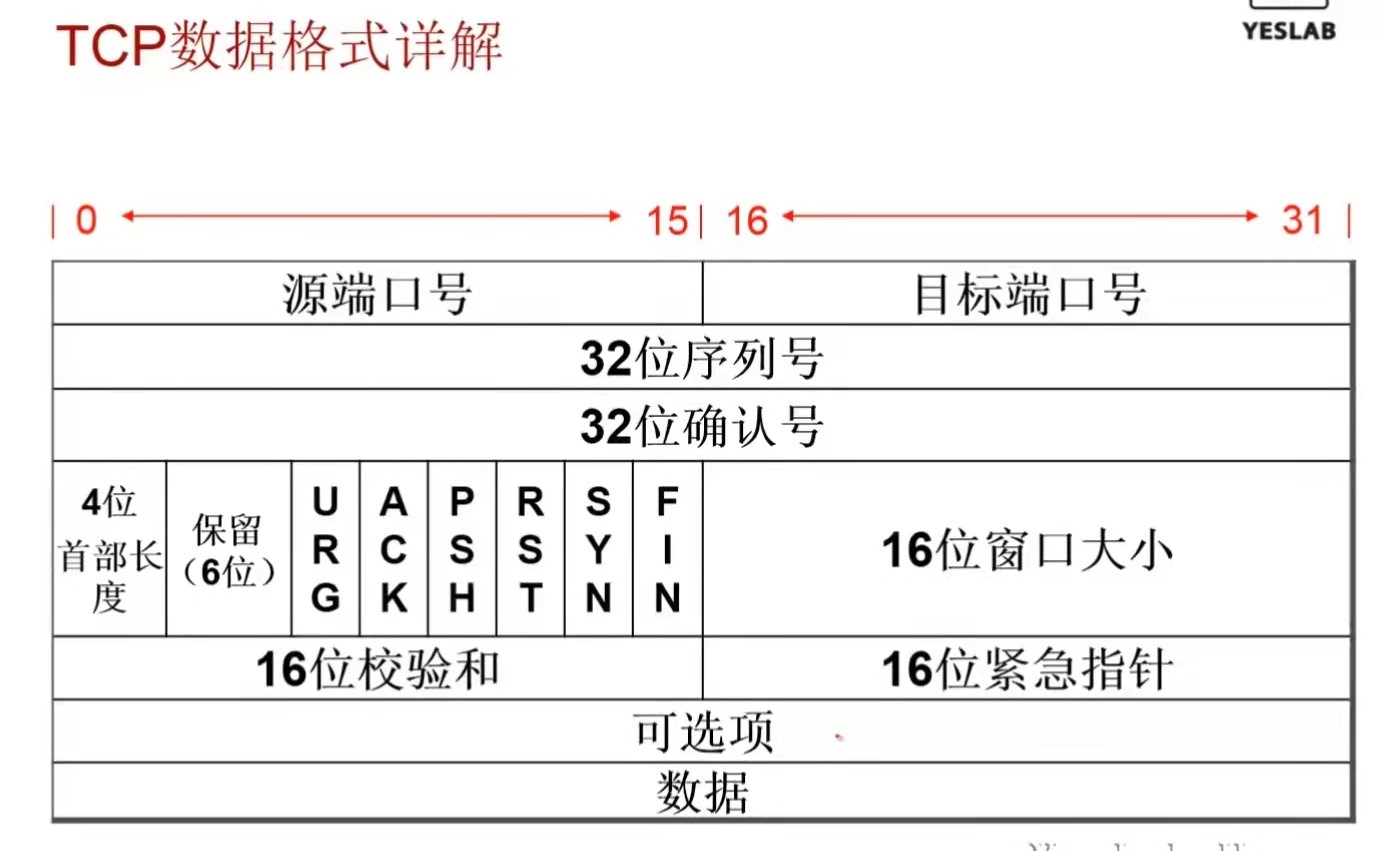 YESLAB
TCP数据格式详解
0 15 16 31
源端口号 目标端口号
32位序列号
32位确认号
4位首部长度 保留（6位） URG ACK PSH RST SYN FIN 16位窗口大小
16位校验和 16位紧急指针
可选项
数据